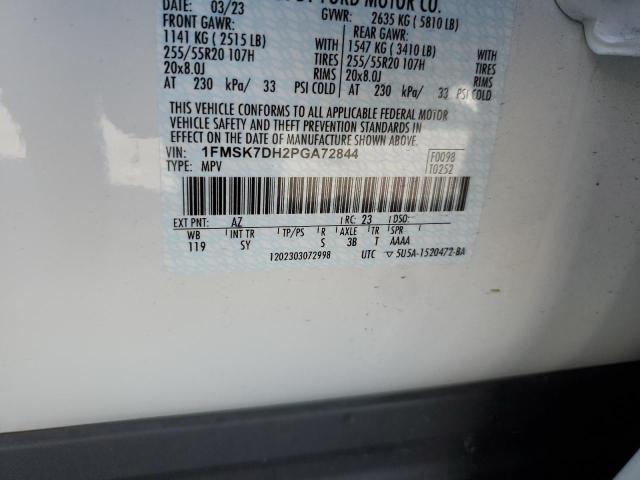 FORD MOTOR CO.
DATE: 03/23 GVWR: 2635 KG ( 5810 LB)
FRONT GAWR: REAR GAWR:
1141 KG ( 2515 LB) WITH 1547 KG ( 3410 LB) WITH
255/55R20 107H TIRES 255/55R20 107H TIRES
20x8.0J RIMS 20x8.0J RIMS
AT 230 kPa/ 33 PSI COLD AT 230 kPa/ 33 PSI COLD
THIS VEHICLE CONFORMS TO ALL APPLICABLE FEDERAL MOTOR
VEHICLE SAFETY AND THEFT PREVENTION STANDARDS IN
EFFECT ON THE DATE OF MANUFACTURE SHOWN ABOVE.
VIN: 1FMSK7DH2PGA72844 F0098
TYPE: MPV T0252
EXT PNT: AZ RC: 23 DSO:
WB INT TR TP/PS R AXLE TR SPR
119 SY S 3B T AAAA
1202303072998 UTC ▽ 5U5A-1520472-BA